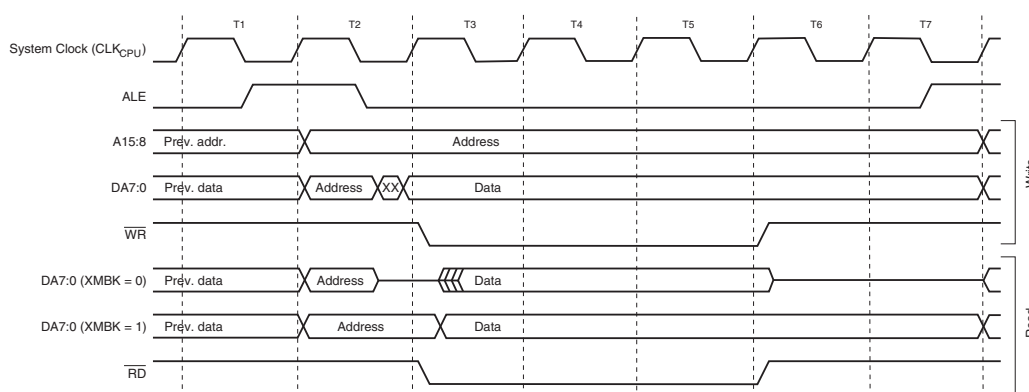 T1 T2 T3 T4 T5 T6 T7
System Clock (CLKCPU)
ALE
A15:8 Prev. addr. Address
DA7:0 Prev. data Address XX Data
WR
Write
DA7:0 (XMBK = 0) Prev. data Address Data
DA7:0 (XMBK = 1) Prev. data Address Data
RD
Read